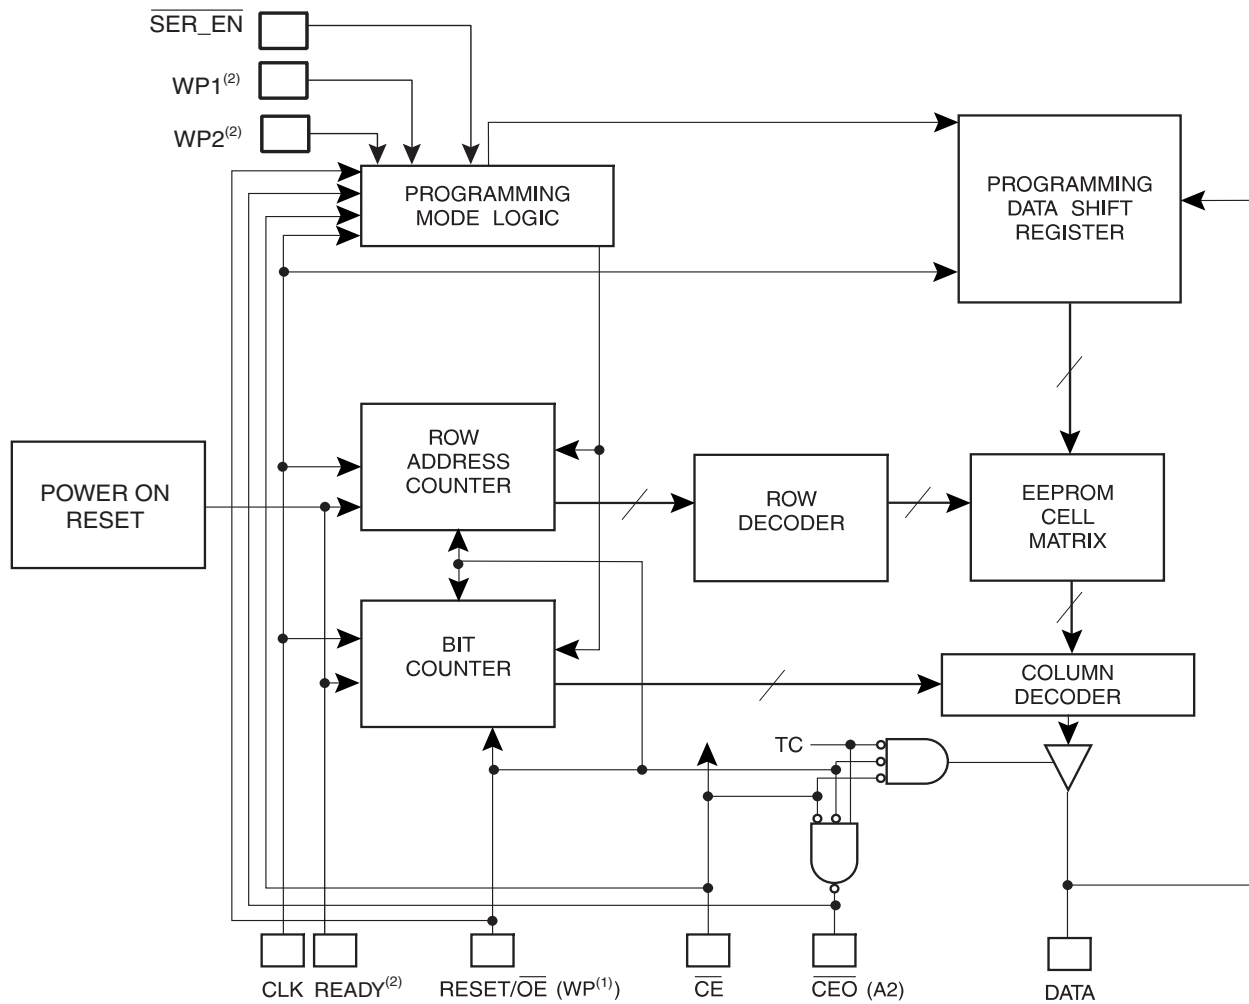 SER_EN
WP1(2)
WP2(2)
PROGRAMMING
MODE LOGIC
PROGRAMMING
DATA SHIFT
REGISTER
POWER ON
RESET
ROW
ADDRESS
COUNTER
ROW
DECODER
EEPROM
CELL
MATRIX
BIT
COUNTER
COLUMN
DECODER
TC
CLK
READY(2)
RESET/OE (WP(1))
CE
CEO (A2)
DATA